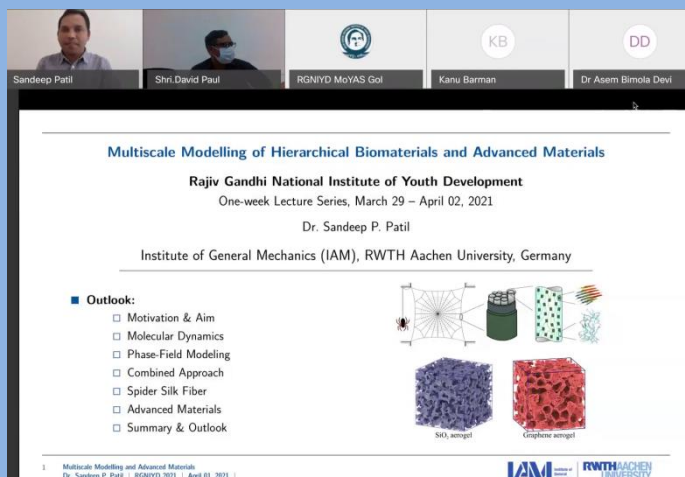 KB
DD
Sandeep Patil
Shri.David Paul
RGNIYD MoYAS GoI
Kanu Barman
Dr Asem Bimola Devi
Multiscale Modelling of Hierarchical Biomaterials and Advanced Materials
Rajiv Gandhi National Institute of Youth Development
One-week Lecture Series, March 29 – April 02, 2021
Dr. Sandeep P. Patil
Institute of General Mechanics (IAM), RWTH Aachen University, Germany
Outlook:
Motivation & Aim
Molecular Dynamics
Phase-Field Modeling
Combined Approach
Spider Silk Fiber
Advanced Materials
Summary & Outlook
SiO₂ aerogel
Graphene aerogel
1 Multiscale Modelling and Advanced Materials
Dr. Sandeep P. Patil | RGNIYD 2021 | April 01, 2021 |
IAM Institute of General
RWTH AACHEN
UNIVERSITY